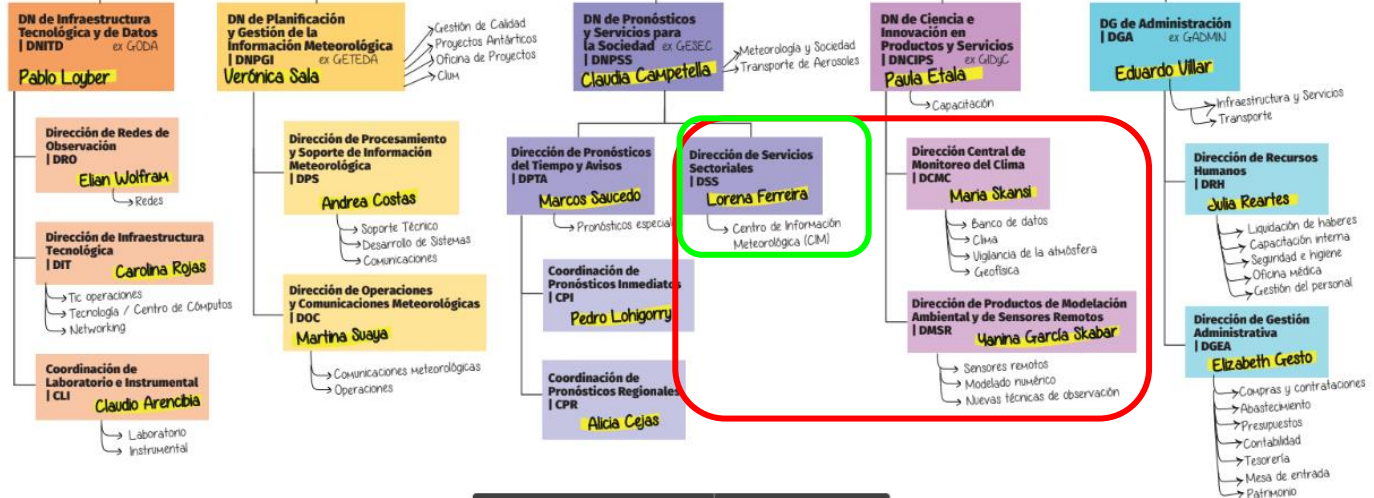 DN de Infraestructura
Tecnológica y de Datos
| DNITD ex GODA
Pablo Loyber
Dirección de Redes de
Observación
| DRO
Elian Wolfram
Redes
Dirección de Infraestructura
Tecnológica
| DIT
Carolina Rojas
Tic operaciones
Tecnología / Centro de Cómputos
Networking
Coordinación de
Laboratorio e Instrumental
| CLI
Claudio Arencibia
Laboratorio
Instrumental
DN de Planificación
y Gestión de la
Información Meteorológica
| DNPGI ex GETEDA
Verónica Sala
Gestión de Calidad
Proyectos Antárticos
Oficina de Proyectos
Clim
Dirección de Procesamiento
y Soporte de Información
Meteorológica
| DPS
Andrea Costas
Soporte Técnico
Desarrollo de Sistemas
Comunicaciones
Dirección de Operaciones
y Comunicaciones Meteorológicas
| DOC
Martina Suaya
Comunicaciones Meteorológicas
Operaciones
DN de Pronósticos
y Servicios para
la Sociedad ex GESEC
| DNPSS
Claudia Campetella
Meteorología y Sociedad
Transporte de Aerosoles
Dirección de Pronósticos
del Tiempo y Avisos
| DPTA
Marcos Saucedo
Pronósticos especial
Coordinación de
Pronósticos Inmediatos
| CPI
Pedro Lohigorry
Coordinación de
Pronósticos Regionales
| CPR
Alicia Cejas
Dirección de Servicios
Sectoriales
| DSS
Lorena Ferreira
Centro de Información
Meteorológica (CIM)
DN de Ciencia e
Innovación en
Productos y Servicios
| DNCIPS ex GIDyC
Paula Etala
Capacitación
Dirección Central de
Monitoreo del Clima
| DCMC
Maria Skansi
Banco de datos
Clima
Vigilancia de la atmósfera
Geofísica
Dirección de Productos de Modelación
Ambiental y de Sensores Remotos
| DMSR
Yanina García Skabar
Sensores remotos
Modelado numérico
Nuevas técnicas de observación
DG de Administración
| DGA ex GADMIN
Eduardo Villar
Infraestructura y Servicios
Transporte
Dirección de Recursos
Humanos
| DRH
Julia Reartes
Liquidación de haberes
Capacitación interna
Seguridad e higiene
Oficina Médica
Gestión del personal
Dirección de Gestión
Administrativa
| DGEA
Elizabeth Gesto
Compras y contrataciones
Abastecimiento
Presupuestos
Contabilidad
Tesorería
Mesa de entrada
Patrimonio